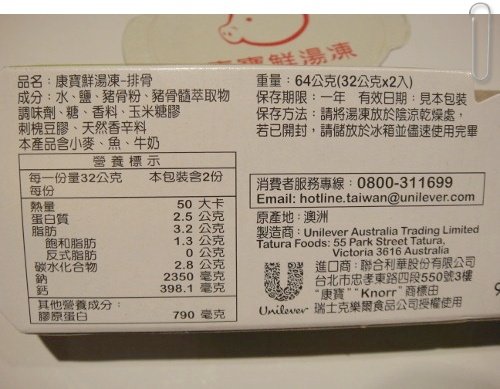 康寶鮮湯凍
品名：康寶鮮湯凍-排骨
成分：水、鹽、豬骨粉、豬骨髓萃取物
調味劑、糖、香料、玉米糖膠
刺槐豆膠、天然香辛料
本產品含小麥、魚、牛奶
營養標示
每一份量32公克 本包裝含2份
每份
熱量 50 大卡
蛋白質 2.5 公克
脂肪 3.2 公克
飽和脂肪 1.3 公克
反式脂肪 0 公克
碳水化合物 2.8 公克
鈉 2350 毫克
鈣 398.1 毫克
其他營養成分：
膠原蛋白 790 毫克
重量：64公克(32公克x2入)
保存期限：一年 有效日期：見本包裝
保存方法：請將湯凍放於陰涼乾燥處，
若已開封，請儲放於冰箱並儘速使用完畢
消費者服務專線：0800-311699
Email: hotline.taiwan@unilever.com
原產地：澳洲
製造商：Unilever Australia Trading Limited
Tatura Foods: 55 Park Street Tatura,
Victoria 3616 Australia
進口商：聯合利華股份有限公司
台北市忠孝東路四段550號3樓
"康寶" "Knorr" 商標由
瑞士克樂爾食品公司授權使用
Unilever